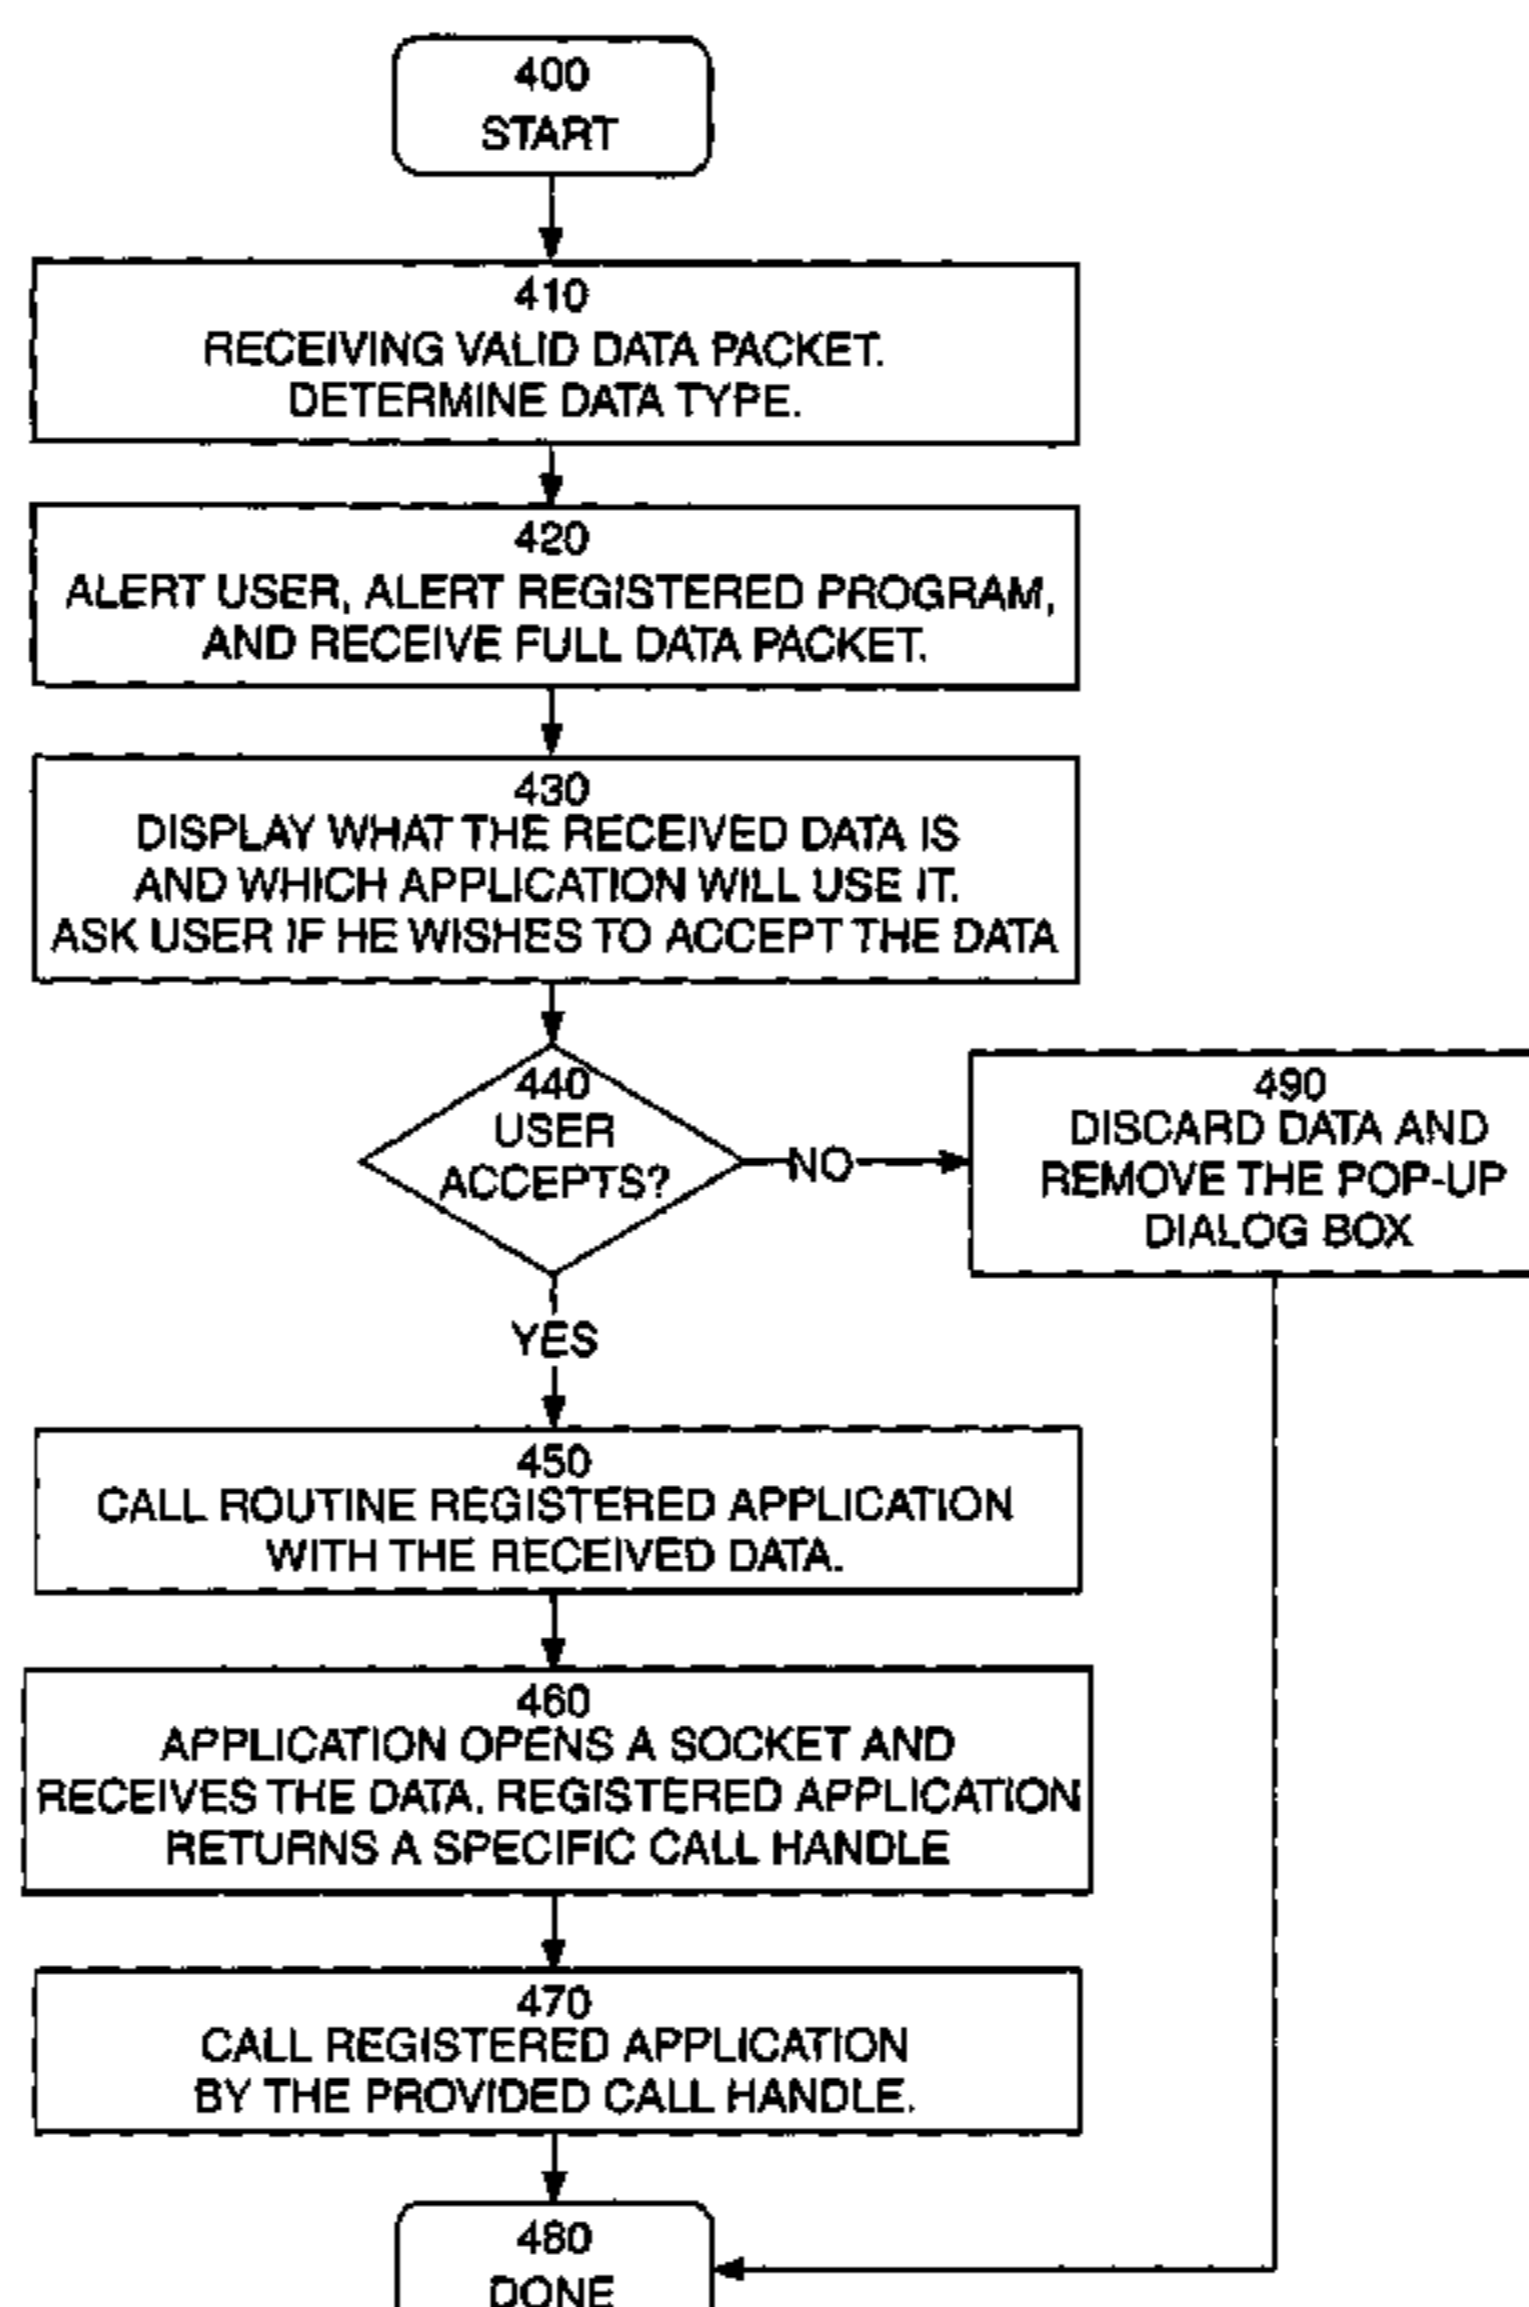 400
START
410
RECEIVING VALID DATA PACKET.
DETERMINE DATA TYPE.
420
ALERT USER, ALERT REGISTERED PROGRAM,
AND RECEIVE FULL DATA PACKET.
430
DISPLAY WHAT THE RECEIVED DATA IS
AND WHICH APPLICATION WILL USE IT.
ASK USER IF HE WISHES TO ACCEPT THE DATA
440
USER
ACCEPTS?
NO
490
DISCARD DATA AND
REMOVE THE POP-UP
DIALOG BOX
YES
450
CALL ROUTINE REGISTERED APPLICATION
WITH THE RECEIVED DATA.
460
APPLICATION OPENS A SOCKET AND
RECEIVES THE DATA. REGISTERED APPLICATION
RETURNS A SPECIFIC CALL HANDLE
470
CALL REGISTERED APPLICATION
BY THE PROVIDED CALL HANDLE.
480
DONE